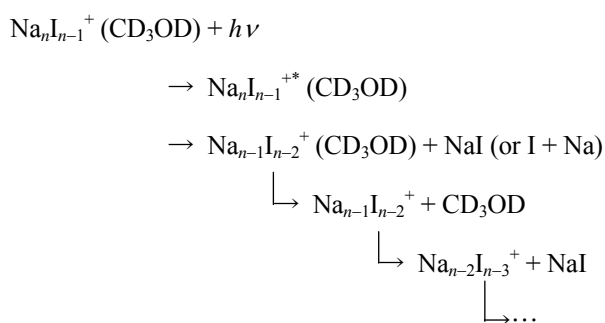 NaₙIₙ₋₁⁺ (CD₃OD) + hν
→ NaₙIₙ₋₁⁺* (CD₃OD)
→ Naₙ₋₁Iₙ₋₂⁺ (CD₃OD) + NaI (or I + Na)
Naₙ₋₁Iₙ₋₂⁺ + CD₃OD
Naₙ₋₂Iₙ₋₃⁺ + NaI
…